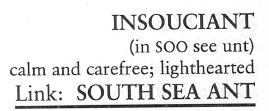 INSOUCIANT
(in SOO see unt)
calm and carefree; lighthearted
Link: SOUTH SEA ANT